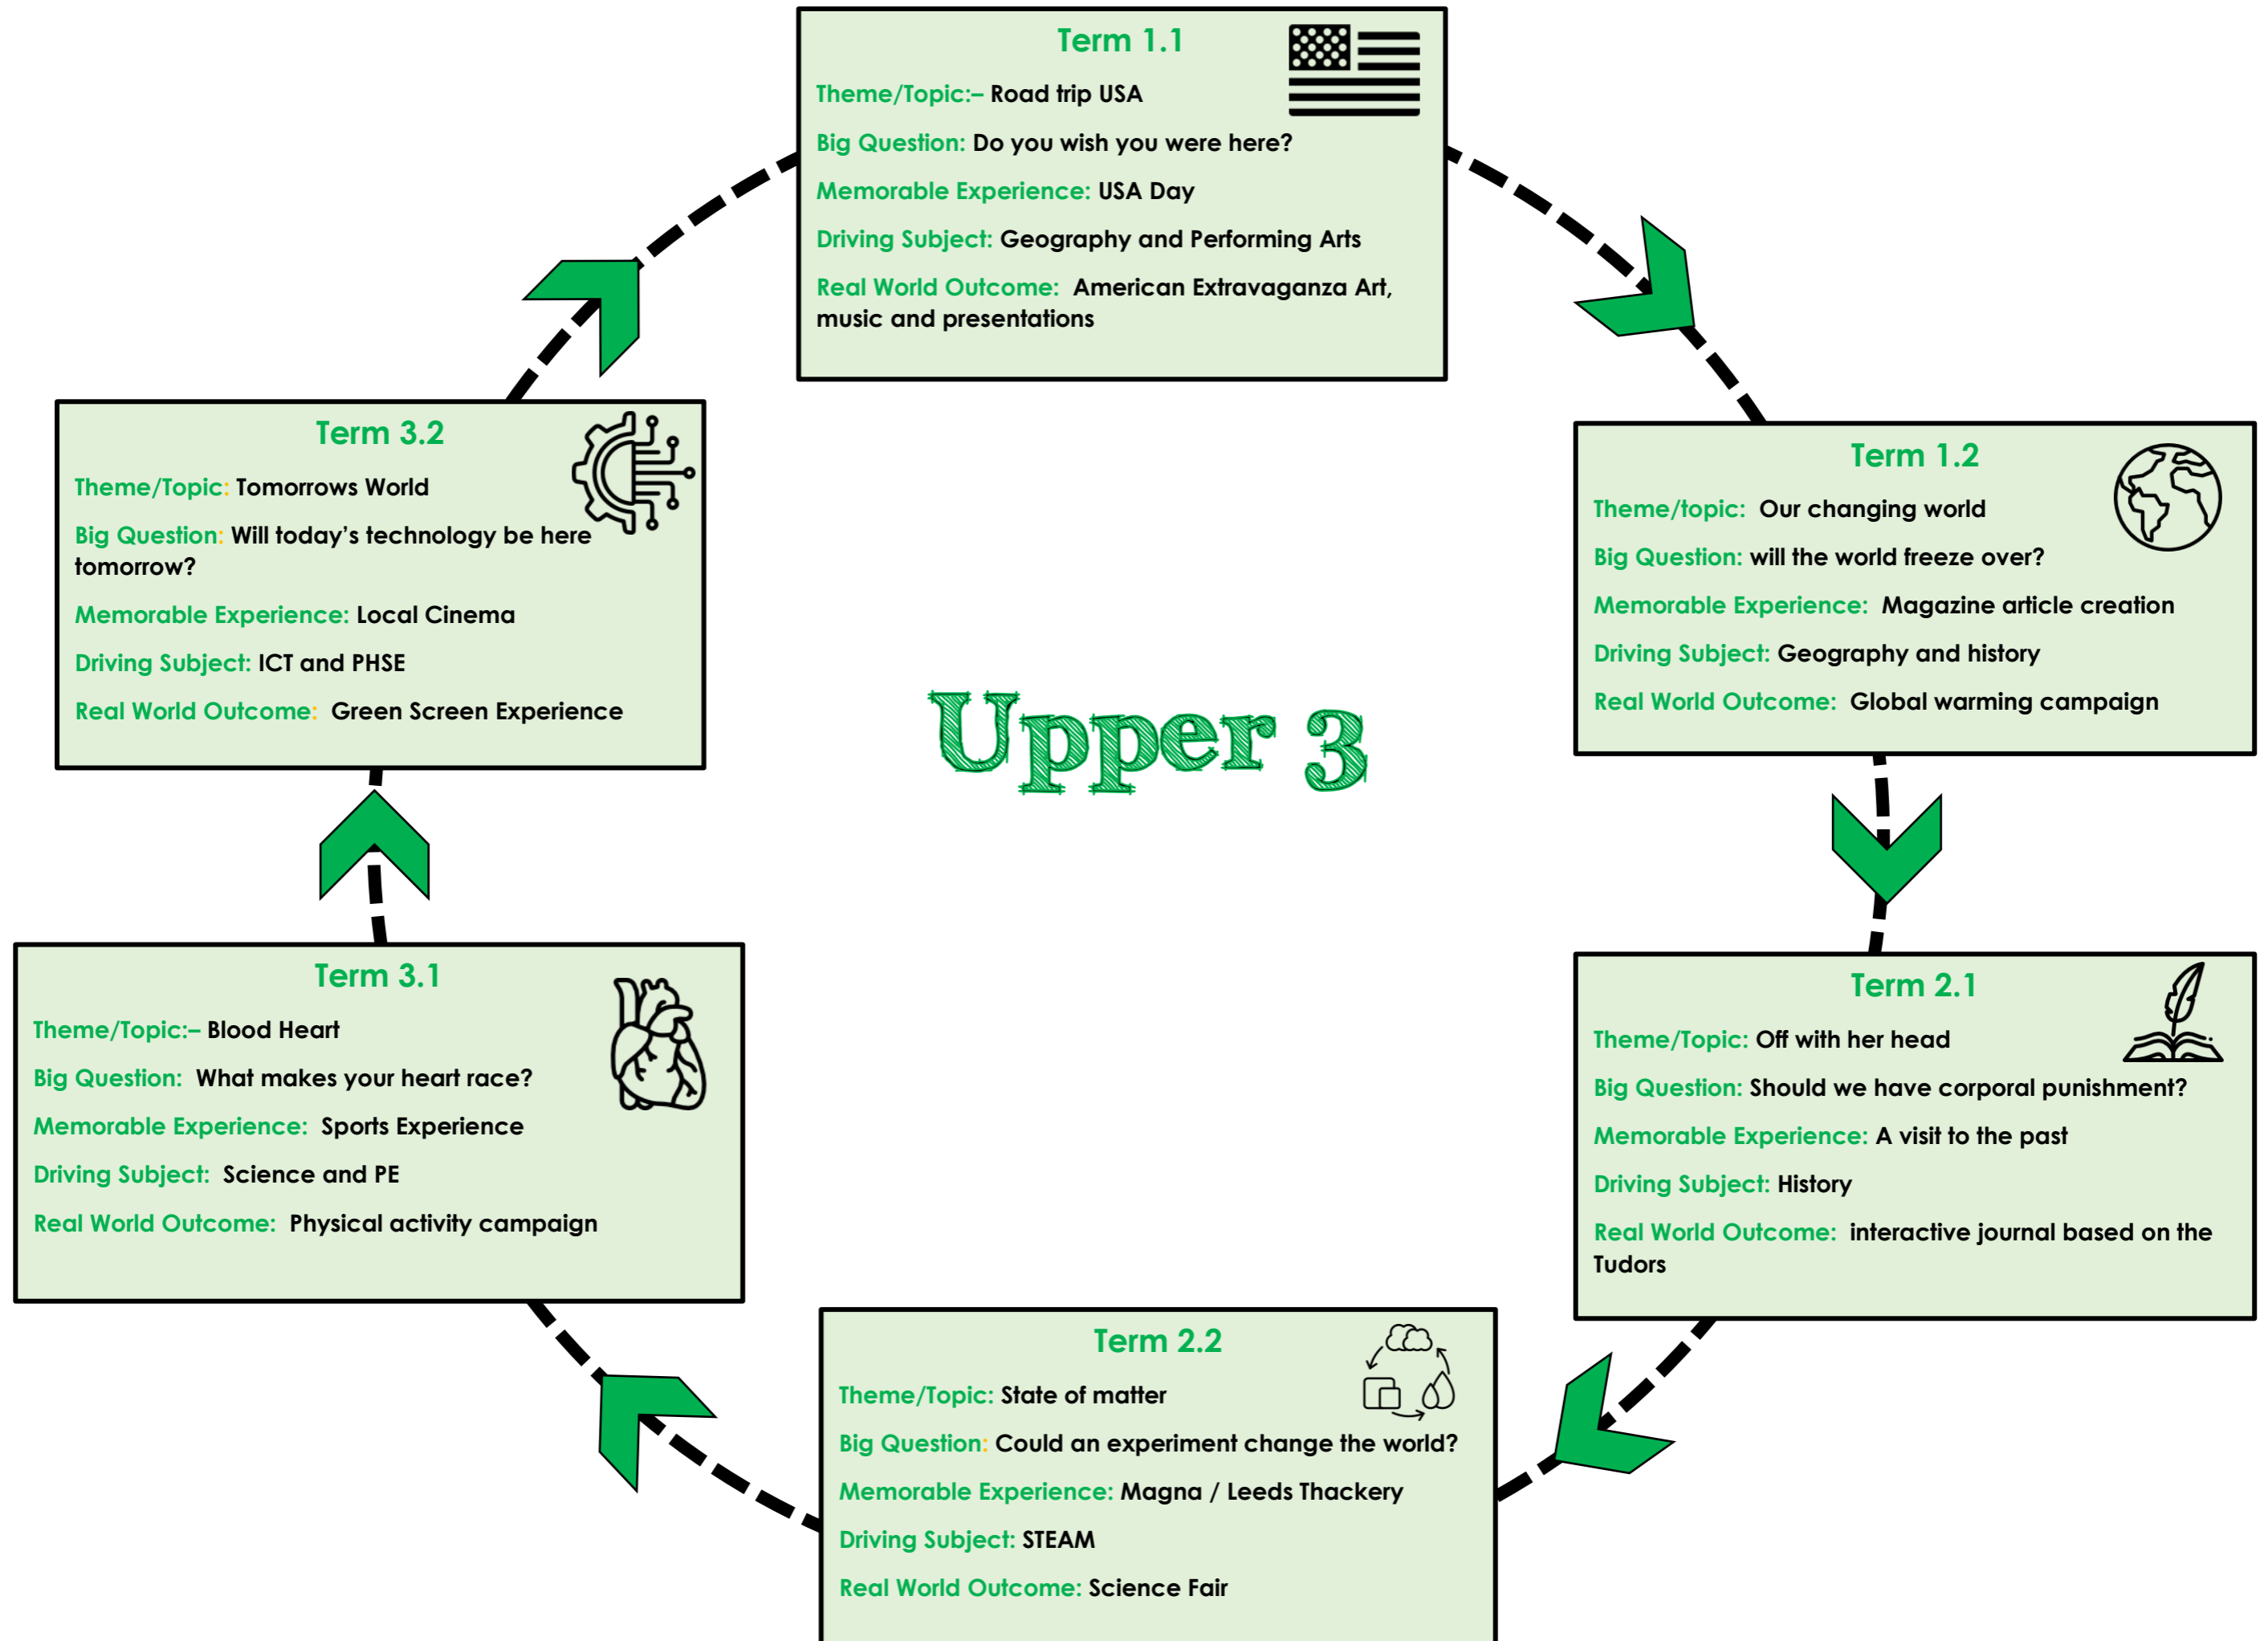 Term 1.1
Theme/Topic:– Road trip USA
Big Question: Do you wish you were here?
Memorable Experience: USA Day
Driving Subject: Geography and Performing Arts
Real World Outcome: American Extravaganza Art,
music and presentations
Term 1.2
Theme/topic: Our changing world
Big Question: will the world freeze over?
Memorable Experience: Magazine article creation
Driving Subject: Geography and history
Real World Outcome: Global warming campaign
Term 2.1
Theme/Topic: Off with her head
Big Question: Should we have corporal punishment?
Memorable Experience: A visit to the past
Driving Subject: History
Real World Outcome: interactive journal based on the
Tudors
Term 2.2
Theme/Topic: State of matter
Big Question: Could an experiment change the world?
Memorable Experience: Magna / Leeds Thackery
Driving Subject: STEAM
Real World Outcome: Science Fair
Term 3.1
Theme/Topic:– Blood Heart
Big Question: What makes your heart race?
Memorable Experience: Sports Experience
Driving Subject: Science and PE
Real World Outcome: Physical activity campaign
Term 3.2
Theme/Topic: Tomorrows World
Big Question: Will today’s technology be here
tomorrow?
Memorable Experience: Local Cinema
Driving Subject: ICT and PHSE
Real World Outcome: Green Screen Experience
Upper 3